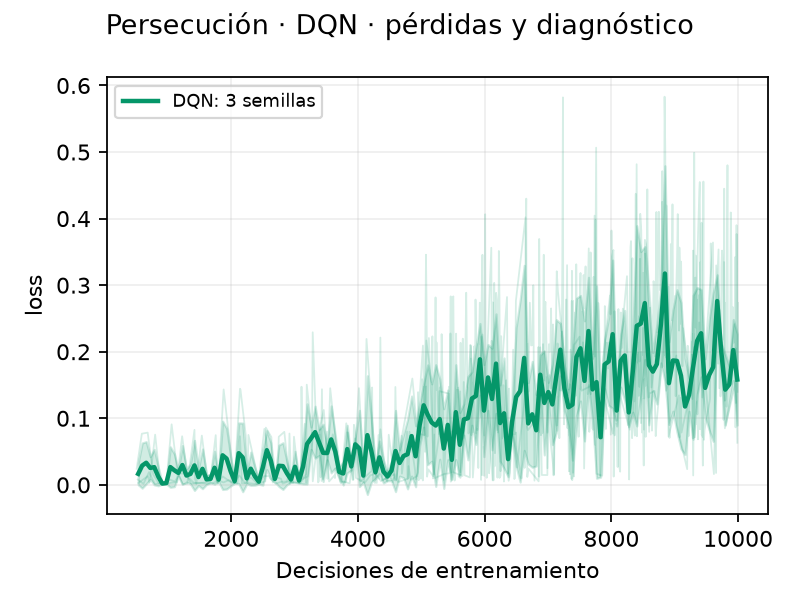 Persecución · DQN · pérdidas y diagnóstico
DQN: 3 semillas
0.6
0.5
0.4
0.3
0.2
0.1
0.0
loss
2000 4000 6000 8000 10000
Decisiones de entrenamiento